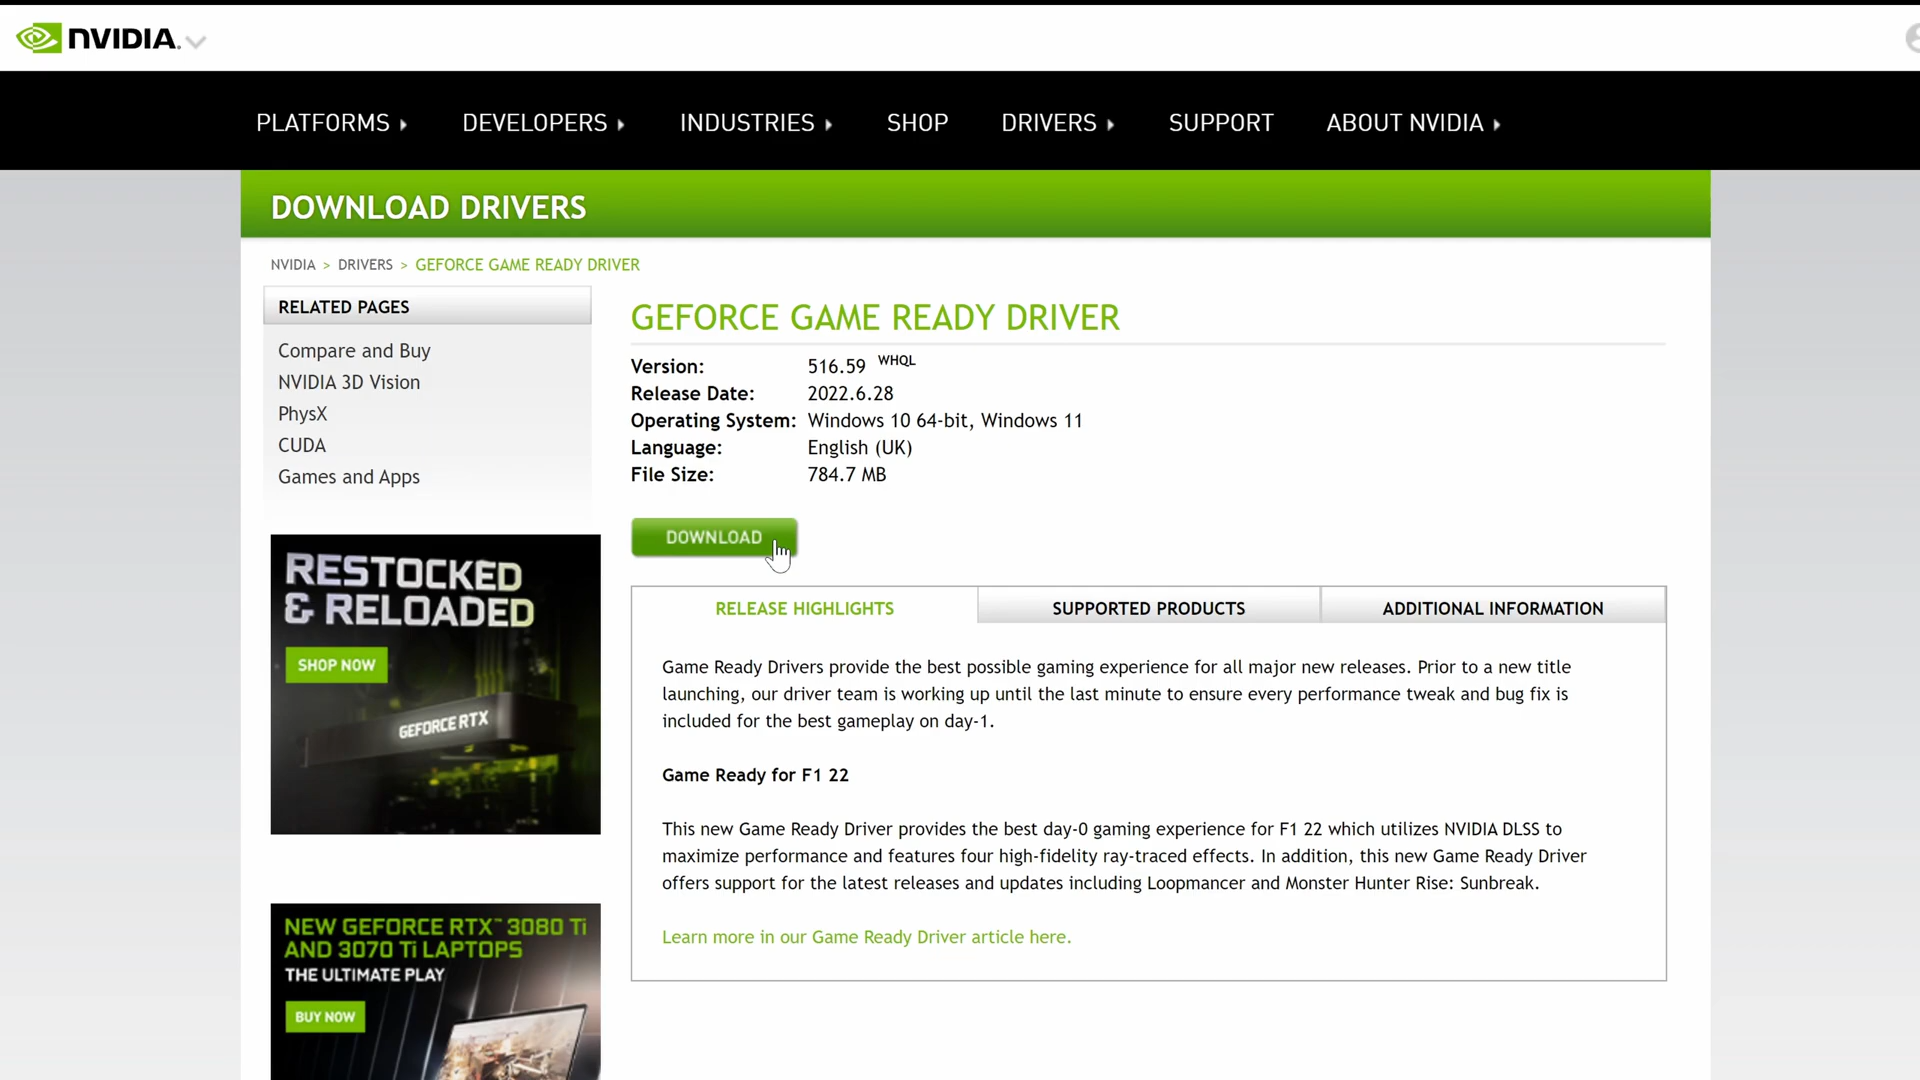 NVIDIA.
PLATFORMS
DEVELOPERS
INDUSTRIES
SHOP
DRIVERS
SUPPORT
ABOUT NVIDIA
DOWNLOAD DRIVERS
NVIDIA > DRIVERS > GEFORCE GAME READY DRIVER
RELATED PAGES
Compare and Buy
NVIDIA 3D Vision
PhysX
CUDA
Games and Apps
RESTOCKED
& RELOADED
SHOP NOW
GEFORCE RTX
NEW GEFORCE RTX™ 3080 Ti
AND 3070 Ti LAPTOPS
THE ULTIMATE PLAY
BUY NOW
GEFORCE GAME READY DRIVER
Version: 516.59 WHQL
Release Date: 2022.6.28
Operating System: Windows 10 64-bit, Windows 11
Language: English (UK)
File Size: 784.7 MB
DOWNLOAD
RELEASE HIGHLIGHTS
SUPPORTED PRODUCTS
ADDITIONAL INFORMATION
Game Ready Drivers provide the best possible gaming experience for all major new releases. Prior to a new title
launching, our driver team is working up until the last minute to ensure every performance tweak and bug fix is
included for the best gameplay on day-1.
Game Ready for F1 22
This new Game Ready Driver provides the best day-0 gaming experience for F1 22 which utilizes NVIDIA DLSS to
maximize performance and features four high-fidelity ray-traced effects. In addition, this new Game Ready Driver
offers support for the latest releases and updates including Loopmancer and Monster Hunter Rise: Sunbreak.
Learn more in our Game Ready Driver article here.